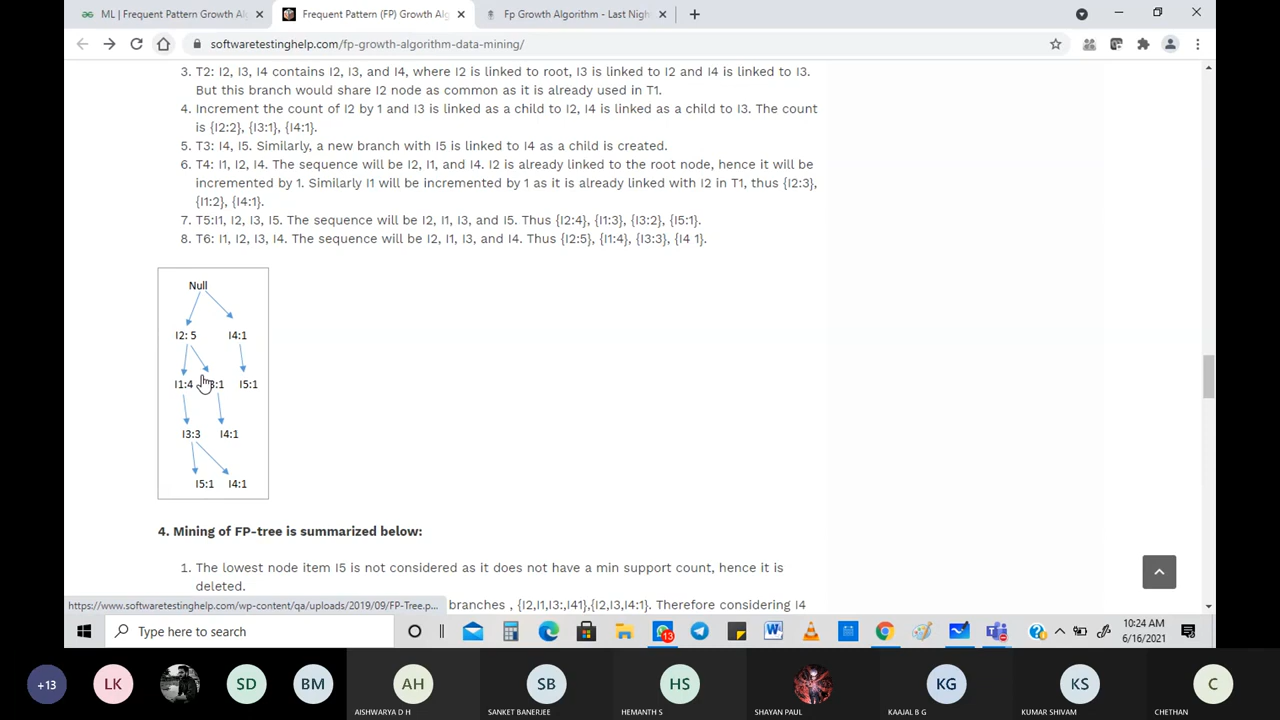 ML | Frequent Pattern Growth Al
Frequent Pattern (FP) Growth Alg
Fp Growth Algorithm - Last Nigh
softwaretestinghelp.com/fp-growth-algorithm-data-mining/
3. T2: I2, I3, I4 contains I2, I3, and I4, where I2 is linked to root, I3 is linked to I2 and I4 is linked to I3.
But this branch would share I2 node as common as it is already used in T1.
4. Increment the count of I2 by 1 and I3 is linked as a child to I2, I4 is linked as a child to I3. The count
is {I2:2}, {I3:1}, {I4:1}.
5. T3: I4, I5. Similarly, a new branch with I5 is linked to I4 as a child is created.
6. T4: I1, I2, I4. The sequence will be I2, I1, and I4. I2 is already linked to the root node, hence it will be
incremented by 1. Similarly I1 will be incremented by 1 as it is already linked with I2 in T1, thus {I2:3},
{I1:2}, {I4:1}.
7. T5:I1, I2, I3, I5. The sequence will be I2, I1, I3, and I5. Thus {I2:4}, {I1:3}, {I3:2}, {I5:1}.
8. T6: I1, I2, I3, I4. The sequence will be I2, I1, I3, and I4. Thus {I2:5}, {I1:4}, {I3:3}, {I4 1}.
Null
I2: 5 I4:1
I1:4 3:1 I5:1
I3:3 I4:1
I5:1 I4:1
4. Mining of FP-tree is summarized below:
1. The lowest node item I5 is not considered as it does not have a min support count, hence it is
deleted.
https://www.softwaretestinghelp.com/wp-content/qa/uploads/2019/09/FP-Tree.p...
branches , {I2,I1,I3:,I41},{I2,I3,I4:1}. Therefore considering I4
Type here to search
13
10:24 AM
6/16/2021
+13 LK SD BM AH SB HS KG KS C
AISHWARYA D H SANKET BANERJEE HEMANTH S SHAYAN PAUL KAAJAL B G KUMAR SHIVAM CHETHAN